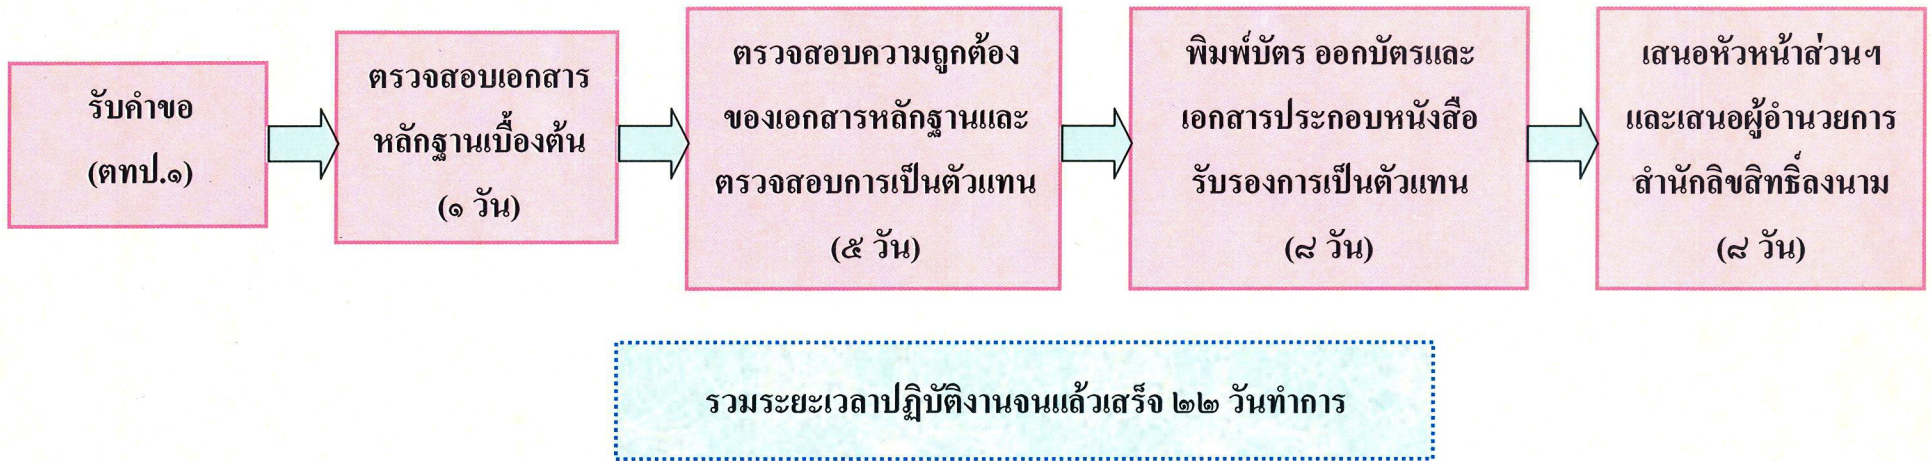 รับคำขอ
(ตทป.๑)
ตรวจสอบเอกสาร
หลักฐานเบื้องต้น
(๑ วัน)
ตรวจสอบความถูกต้อง
ของเอกสารหลักฐานและ
ตรวจสอบการเป็นตัวแทน
(๕ วัน)
พิมพ์บัตร ออกบัตรและ
เอกสารประกอบหนังสือ
รับรองการเป็นตัวแทน
(๘ วัน)
เสนอหัวหน้าส่วนฯ
และเสนอผู้อำนวยการ
สำนักลิขสิทธิ์ลงนาม
(๘ วัน)
รวมระยะเวลาปฏิบัติงานจนแล้วเสร็จ ๒๒ วันทำการ